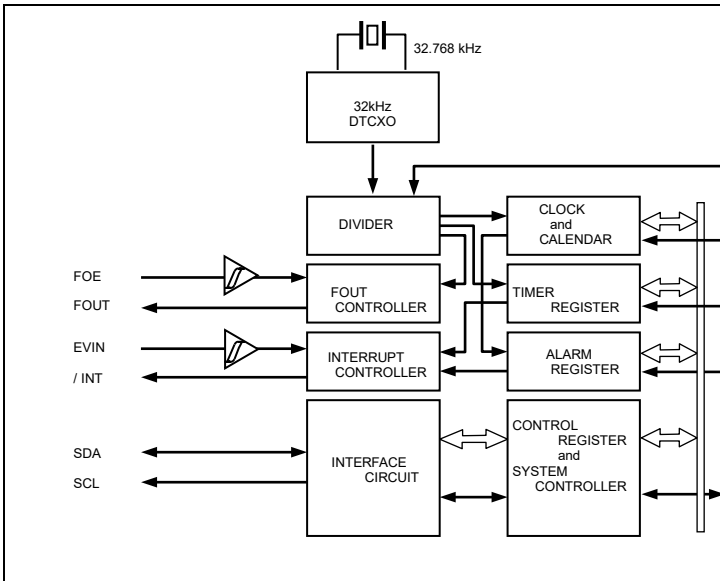 32.768 kHz
32kHz
DTCXO
DIVIDER
CLOCK
and
CALENDAR
FOE
FOUT
FOUT
CONTROLLER
TIMER
REGISTER
EVIN
/ INT
INTERRUPT
CONTROLLER
ALARM
REGISTER
SDA
SCL
INTERFACE
CIRCUIT
CONTROL
REGISTER
and
SYSTEM
CONTROLLER